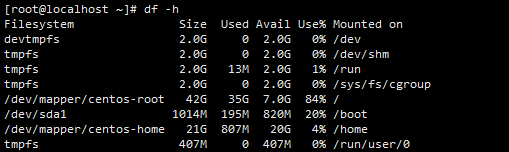 [root@localhost ~]# df -h
Filesystem Size Used Avail Use% Mounted on
devtmpfs 2.0G 0 2.0G 0% /dev
tmpfs 2.0G 0 2.0G 0% /dev/shm
tmpfs 2.0G 13M 2.0G 1% /run
tmpfs 2.0G 0 2.0G 0% /sys/fs/cgroup
/dev/mapper/centos-root 42G 35G 7.0G 84% /
/dev/sda1 1014M 195M 820M 20% /boot
/dev/mapper/centos-home 21G 807M 20G 4% /home
tmpfs 407M 0 407M 0% /run/user/0